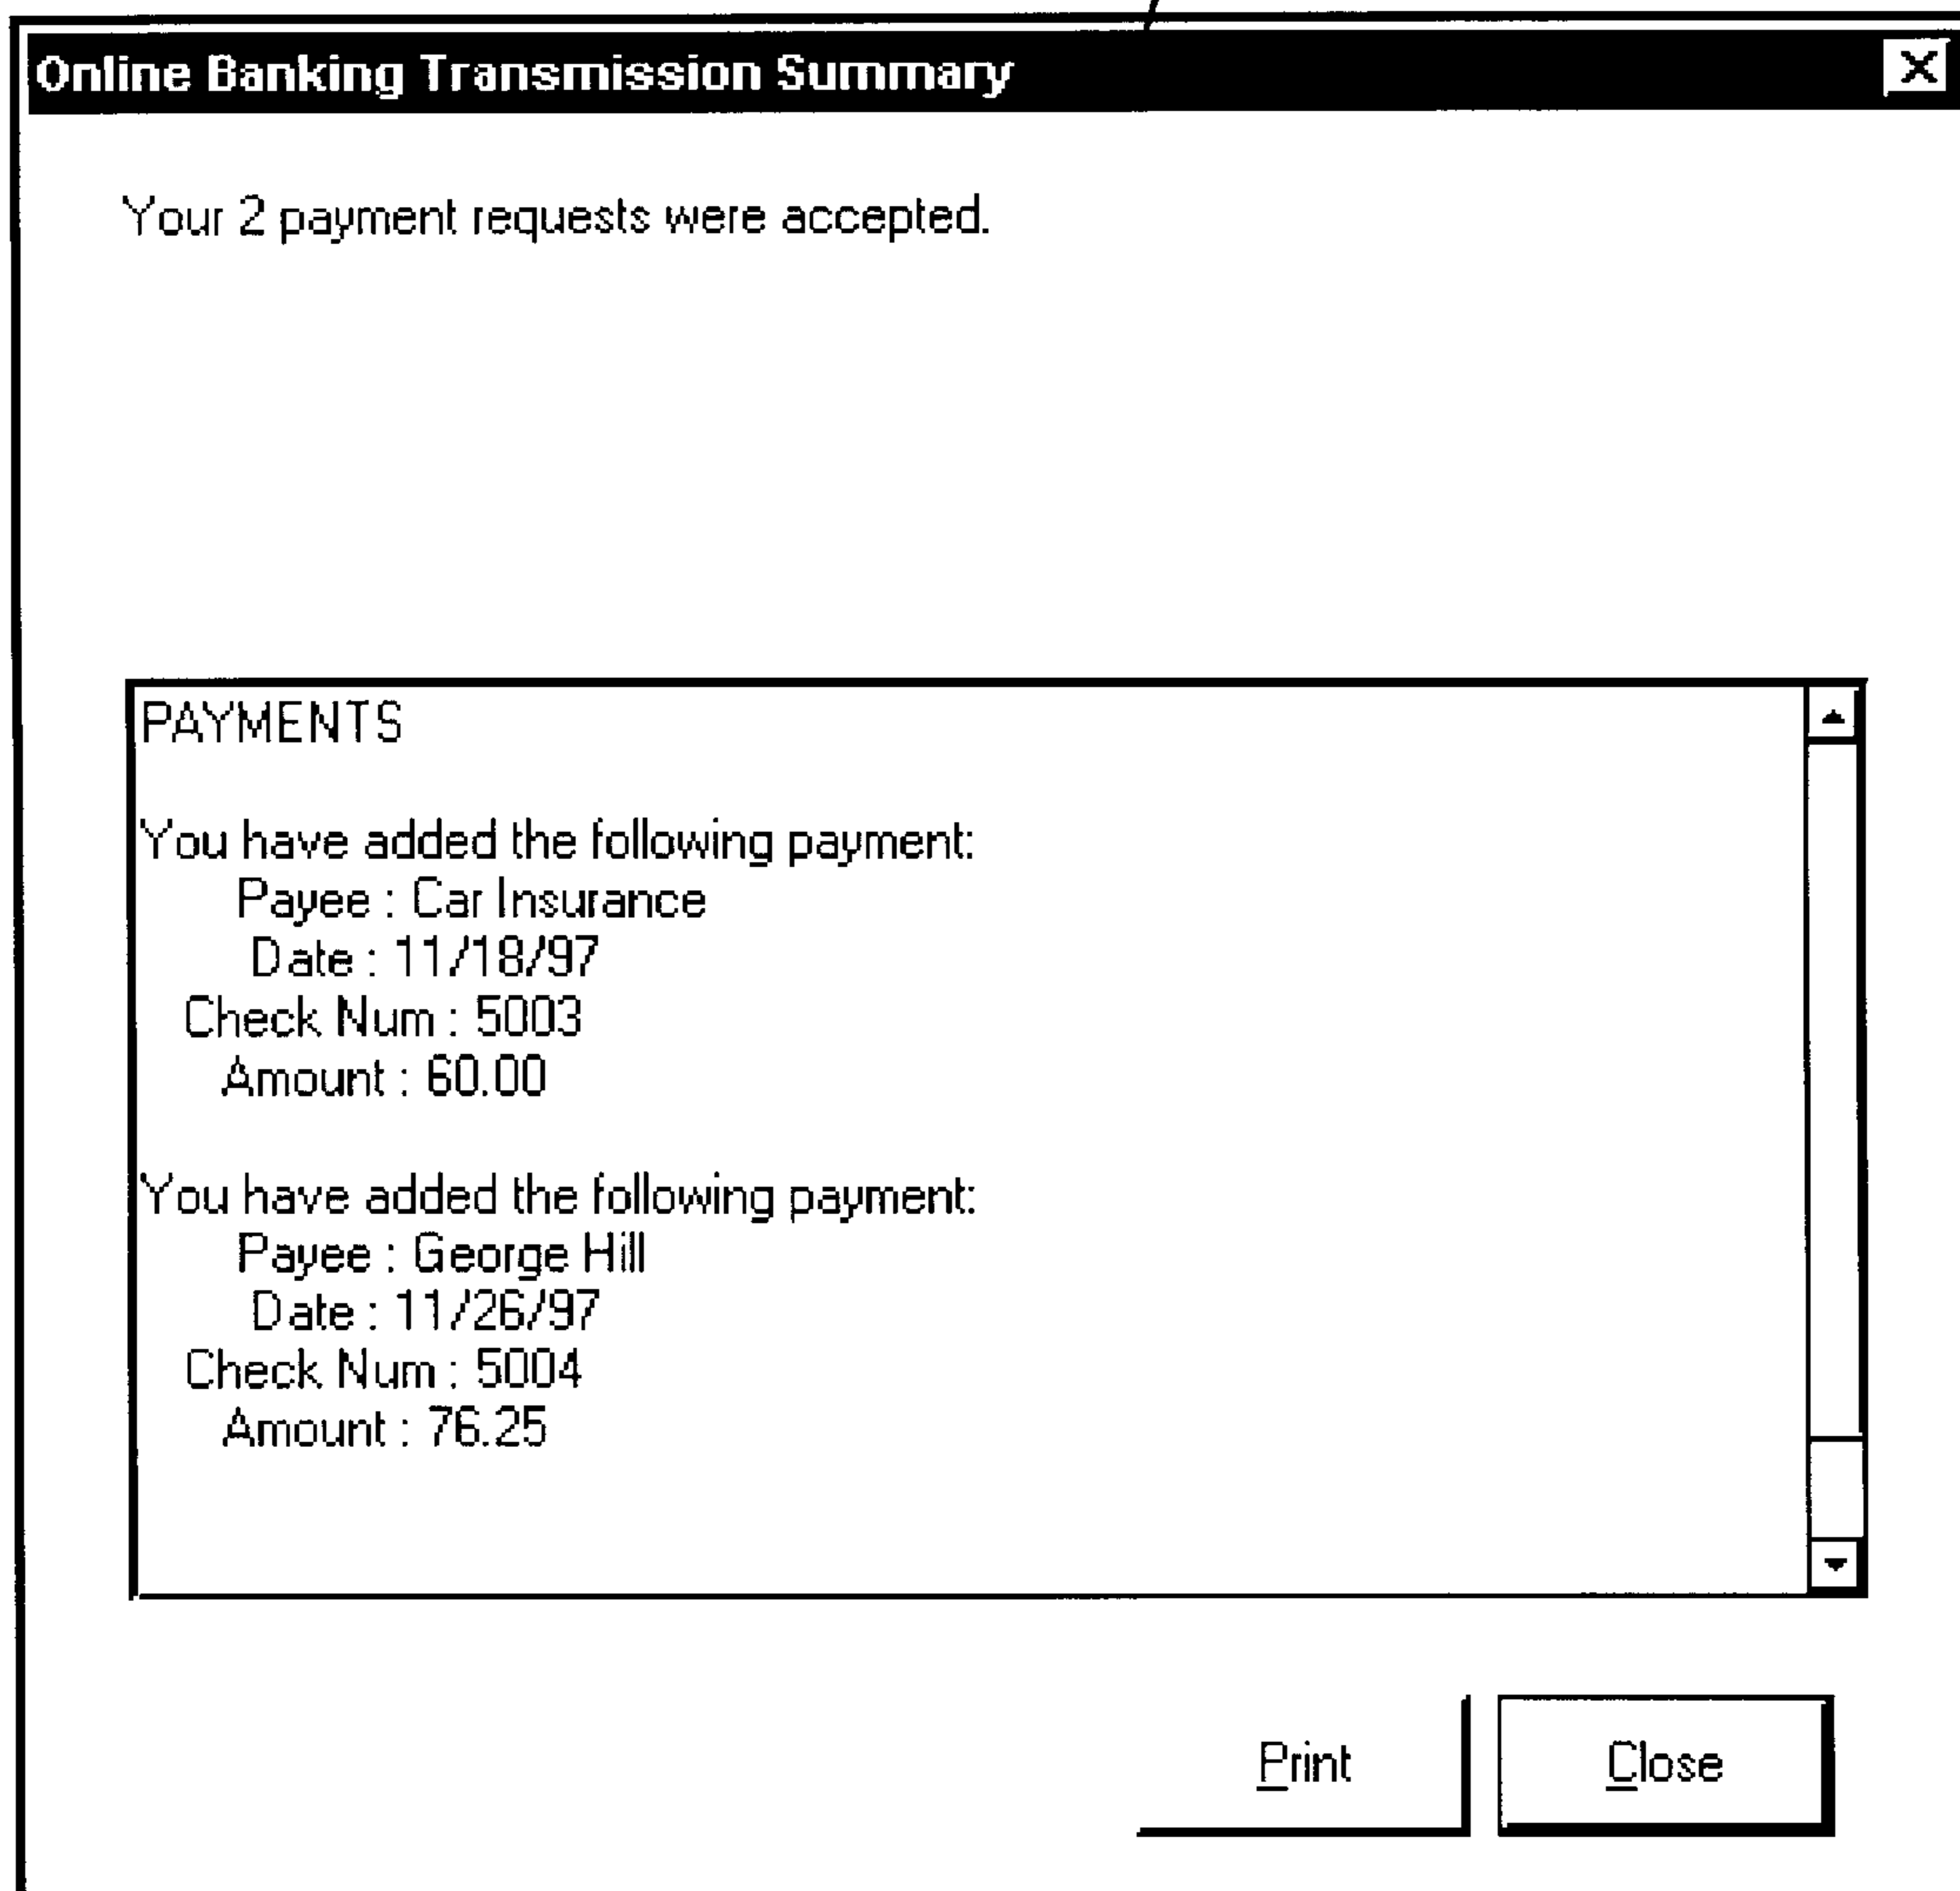 Online Banking Transmission Summary
Your 2 payment requests were accepted.
PAYMENTS
You have added the following payment:
Payee : Car Insurance
Date : 11/18/97
Check Num : 5003
Amount : 60.00
You have added the following payment:
Payee : George Hill
Date : 11/26/97
Check Num : 5004
Amount : 76.25
Print Close